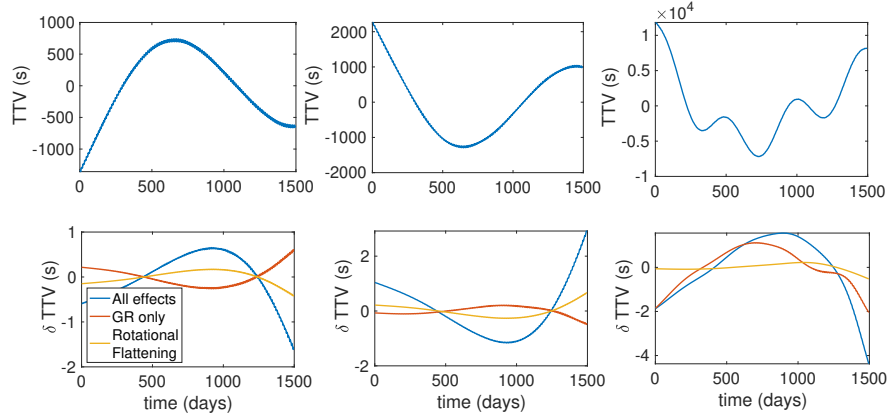 1000
500
0
-500
-1000
TTV (s)
0 500 1000 1500
2000
1000
0
-1000
-2000
TTV (s)
0 500 1000 1500
×10⁴
1
0.5
0
-0.5
-1
TTV (s)
0 500 1000 1500
1
0
-1
-2
δ TTV (s)
All effects
GR only
Rotational
Flattening
0 500 1000 1500
time (days)
2
0
-2
δ TTV (s)
0 500 1000 1500
time (days)
0
-2
-4
δ TTV (s)
0 500 1000 1500
time (days)